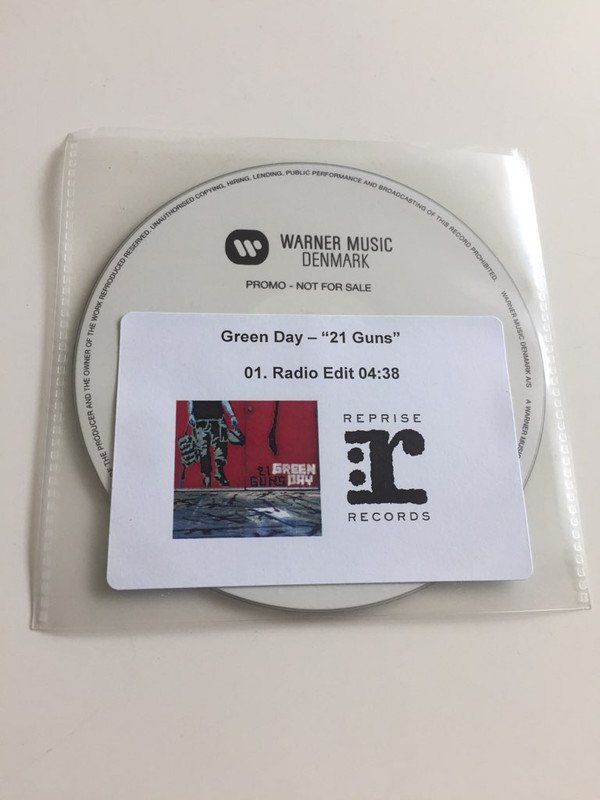 THE PRODUCER AND THE OWNER OF THE WORK REPRODUCED RESERVED. UNAUTHORISED COPYING, HIRING, LENDING, PUBLIC PERFORMANCE AND BROADCASTING OF THIS RECORD PROHIBITED. WARNER MUSIC DENMARK A/S A WARNER
WARNER MUSIC
DENMARK
PROMO - NOT FOR SALE
Green Day – “21 Guns”
01. Radio Edit 04:38
21 GREEN
GUNS DAY
REPRISE
r
RECORDS